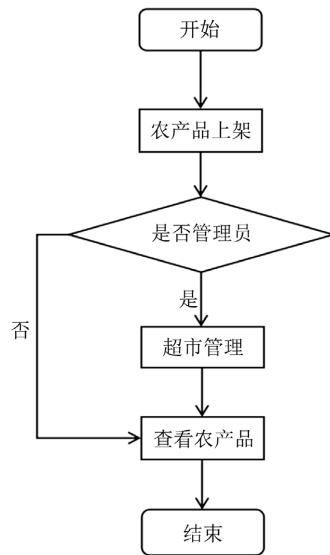 开始
农产品上架
是否管理员
是
否
超市管理
查看农产品
结束